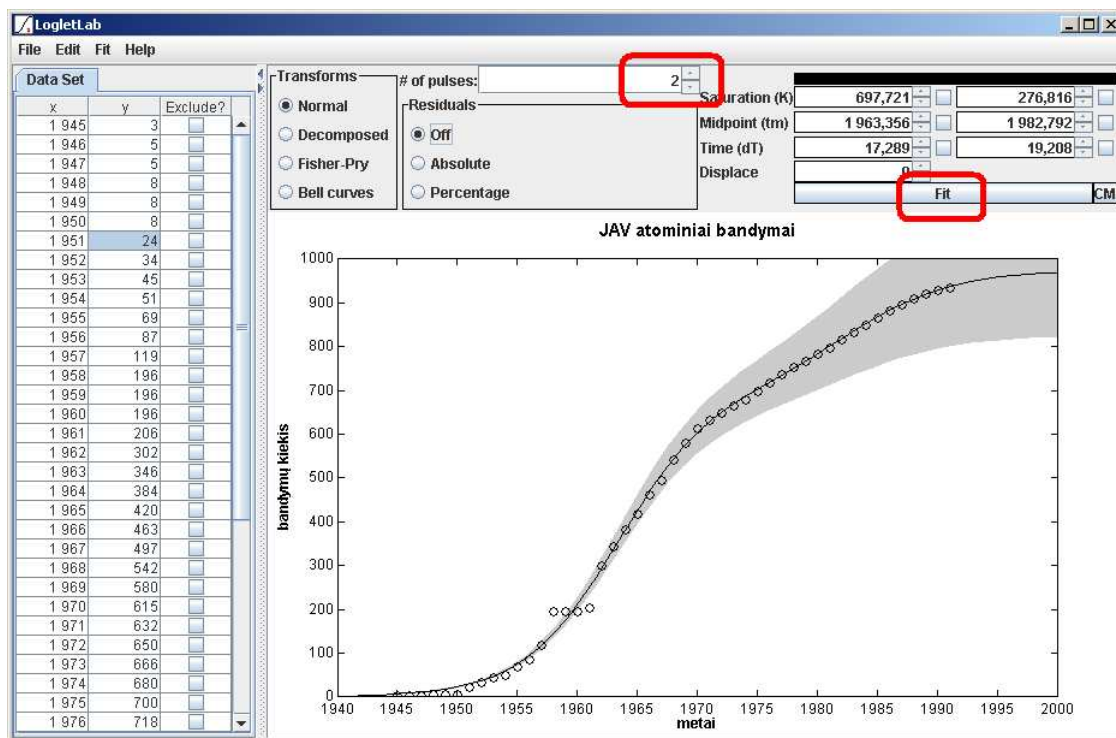 LogletLab
File Edit Fit Help
Data Set
x y Exclude?
1 945 3
1 946 5
1 947 5
1 948 8
1 949 8
1 950 8
1 951 24
1 952 34
1 953 45
1 954 51
1 955 69
1 956 87
1 957 119
1 958 196
1 959 196
1 960 196
1 961 206
1 962 302
1 963 346
1 964 384
1 965 420
1 966 463
1 967 497
1 968 542
1 969 580
1 970 615
1 971 632
1 972 650
1 973 666
1 974 680
1 975 700
1 976 718
Transforms
Normal
Decomposed
Fisher-Pry
Bell curves
# of pulses: 2
Residuals
Off
Absolute
Percentage
Saturation (K) 697,721 276,816
Midpoint (tm) 1 963,356 1 982,792
Time (dT) 17,289 19,208
Displace 0
Fit CM
JAV atominiai bandymai
bandymų kiekis
1000
900
800
700
600
500
400
300
200
100
0
1940 1945 1950 1955 1960 1965 1970 1975 1980 1985 1990 1995 2000
metai